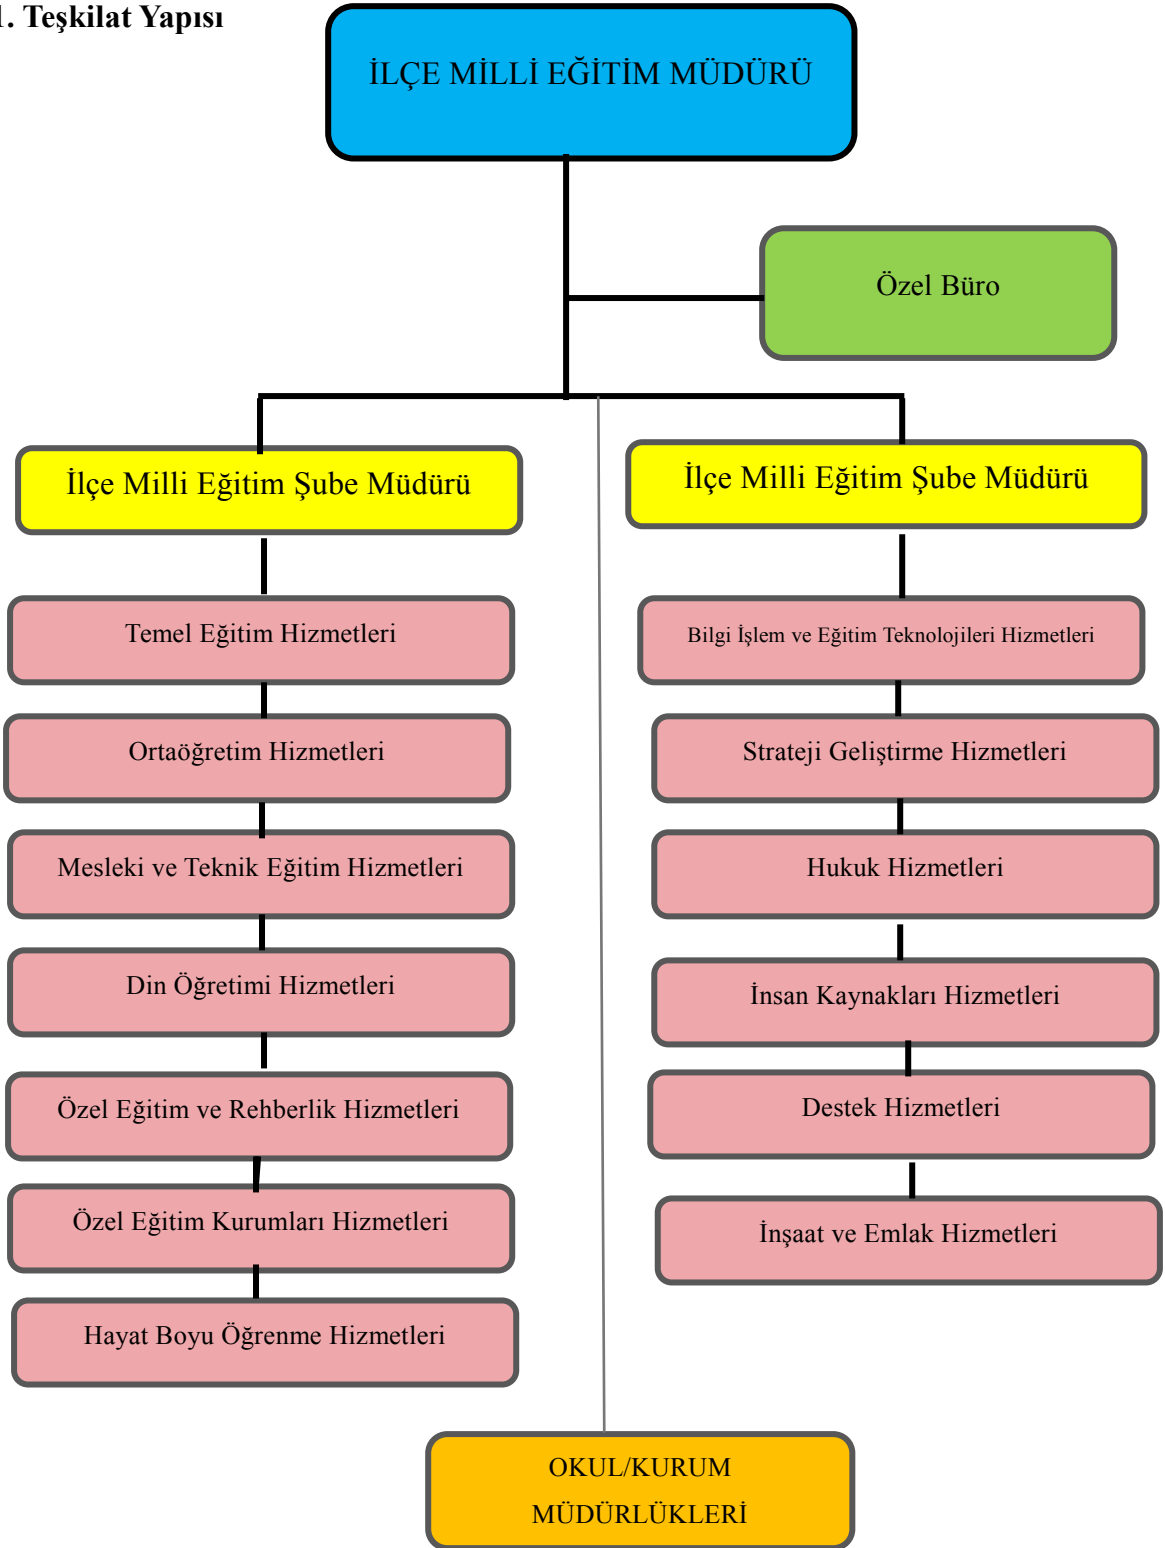 1. Teşkilat Yapısı
İLÇE MİLLİ EĞİTİM MÜDÜRÜ
Özel Büro
İlçe Milli Eğitim Şube Müdürü
Temel Eğitim Hizmetleri
Ortaöğretim Hizmetleri
Mesleki ve Teknik Eğitim Hizmetleri
Din Öğretimi Hizmetleri
Özel Eğitim ve Rehberlik Hizmetleri
Özel Eğitim Kurumları Hizmetleri
Hayat Boyu Öğrenme Hizmetleri
İlçe Milli Eğitim Şube Müdürü
Bilgi İşlem ve Eğitim Teknolojileri Hizmetleri
Strateji Geliştirme Hizmetleri
Hukuk Hizmetleri
İnsan Kaynakları Hizmetleri
Destek Hizmetleri
İnşaat ve Emlak Hizmetleri
OKUL/KURUM
MÜDÜRLÜKLERİ